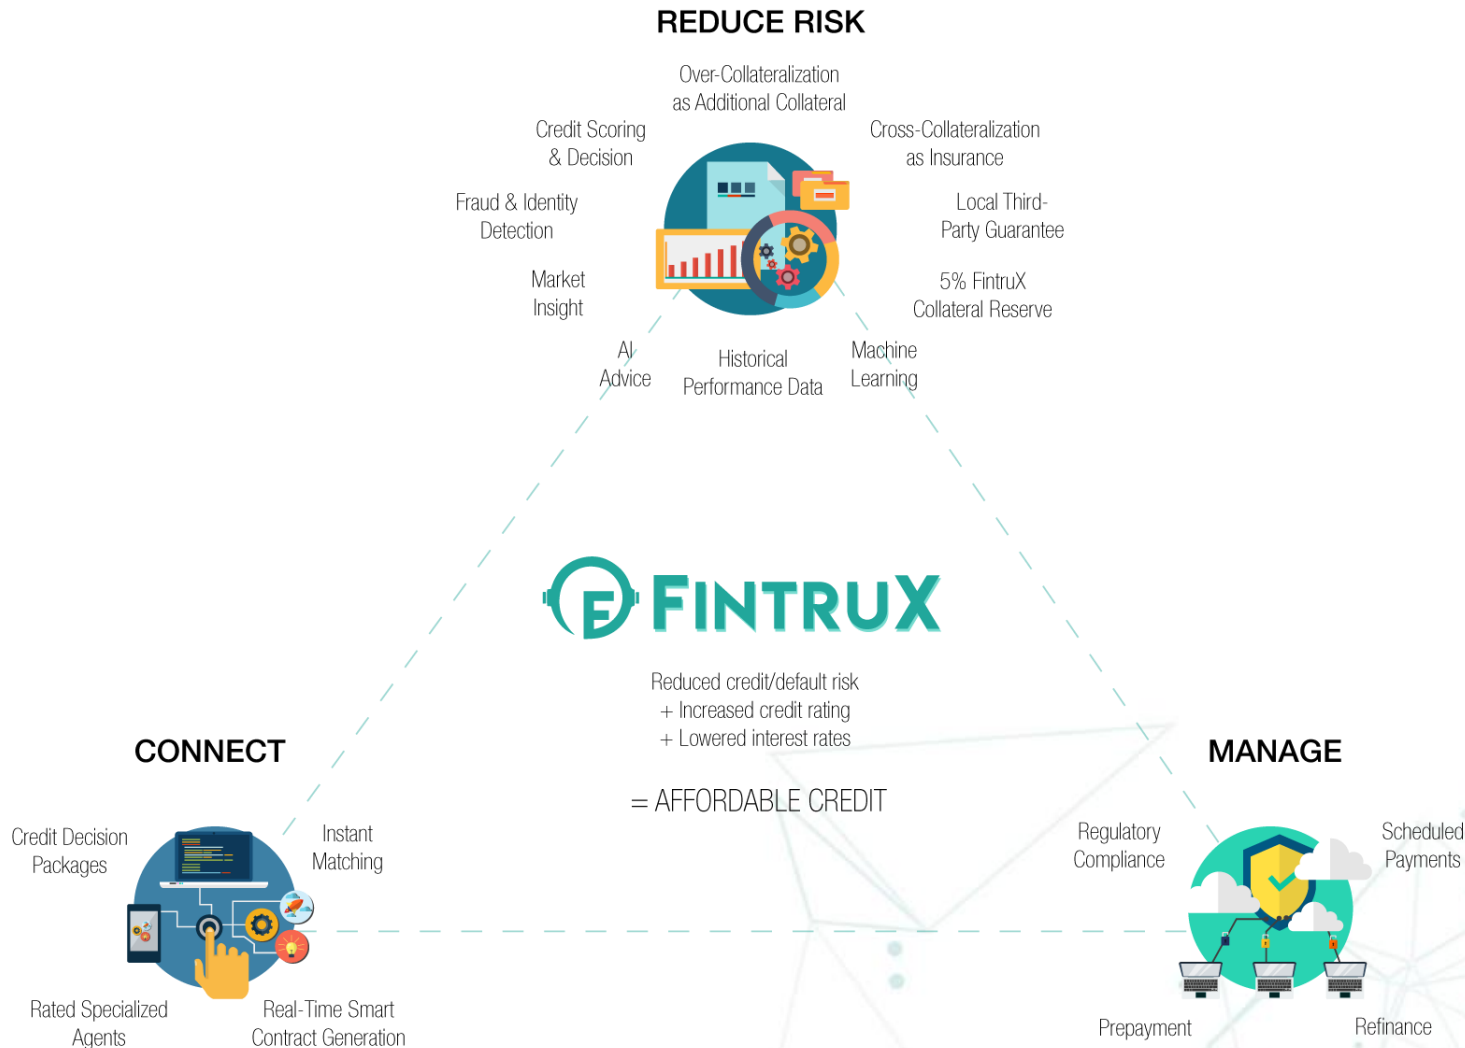 REDUCE RISK
Over-Collateralization
as Additional Collateral
Credit Scoring
& Decision
Cross-Collateralization
as Insurance
Fraud & Identity
Detection
Local Third-
Party Guarantee
Market
Insight
5% FintruX
Collateral Reserve
AI
Advice
Historical
Performance Data
Machine
Learning
FINTRUX
Reduced credit/default risk
+ Increased credit rating
+ Lowered interest rates
= AFFORDABLE CREDIT
CONNECT
Credit Decision
Packages
Instant
Matching
Rated Specialized
Agents
Real-Time Smart
Contract Generation
MANAGE
Regulatory
Compliance
Scheduled
Payments
Prepayment
Refinance